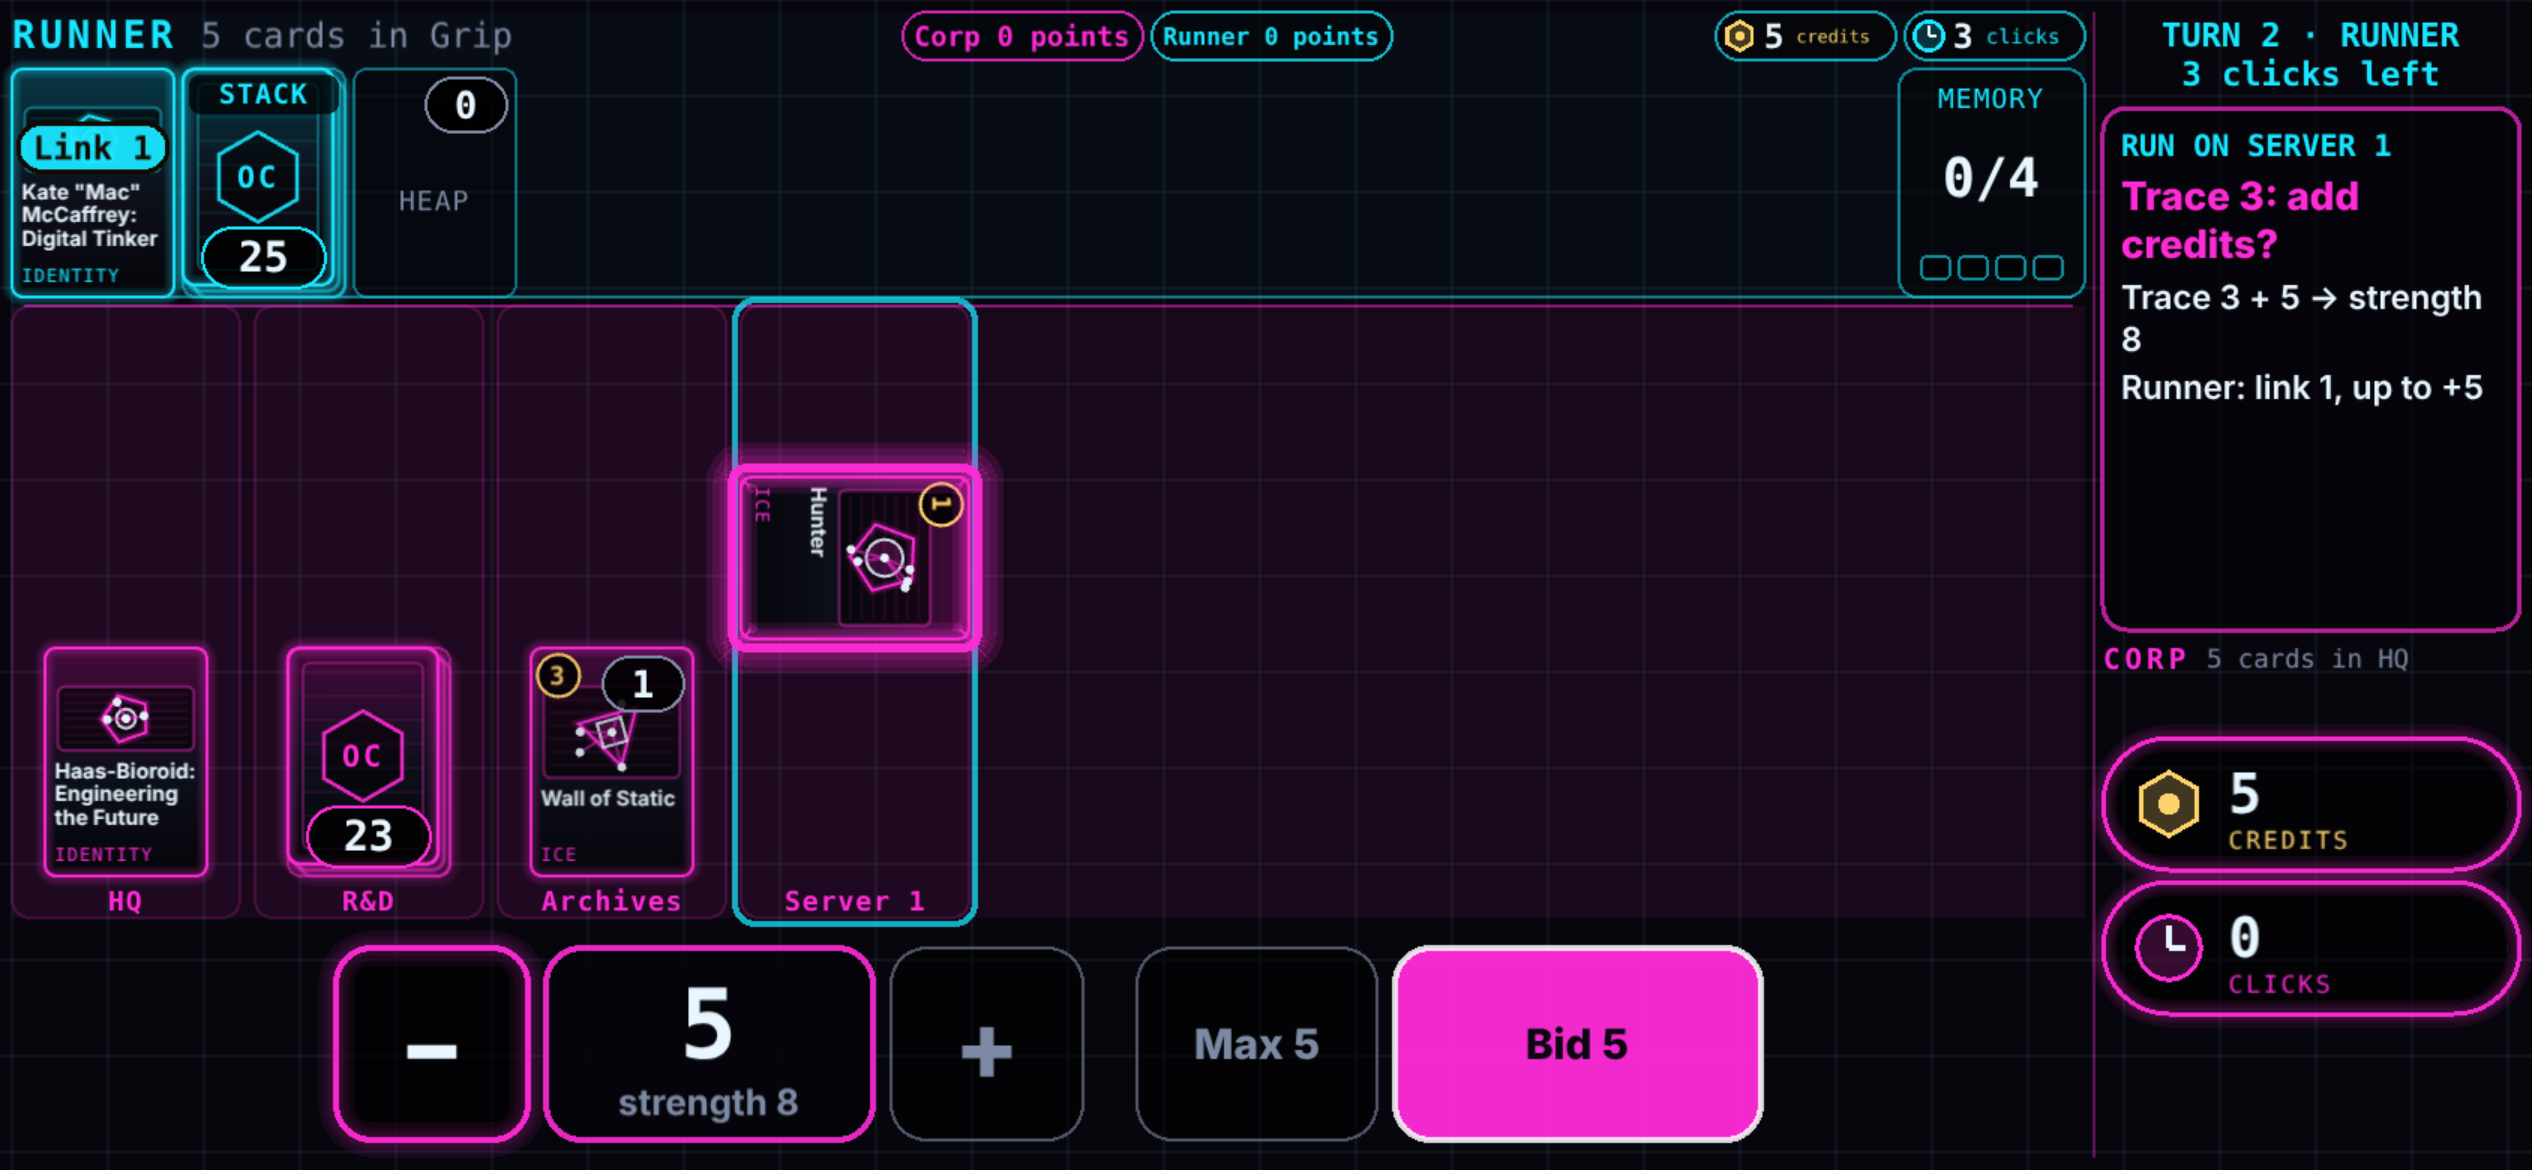 RUNNER 5 cards in Grip
Corp 0 points
Runner 0 points
5 credits
3 clicks
TURN 2 · RUNNER
3 clicks left
Link 1
Kate "Mac"
McCaffrey:
Digital Tinker
IDENTITY
STACK
OC
25
0
HEAP
MEMORY
0/4
RUN ON SERVER 1
Trace 3: add
credits?
Trace 3 + 5 → strength
8
Runner: link 1, up to +5
ICE
Hunter
1
Haas-Bioroid:
Engineering
the Future
IDENTITY
HQ
OC
23
R&D
3
1
Wall of Static
ICE
Archives
Server 1
CORP 5 cards in HQ
5
CREDITS
0
CLICKS
−
5
strength 8
+
Max 5
Bid 5